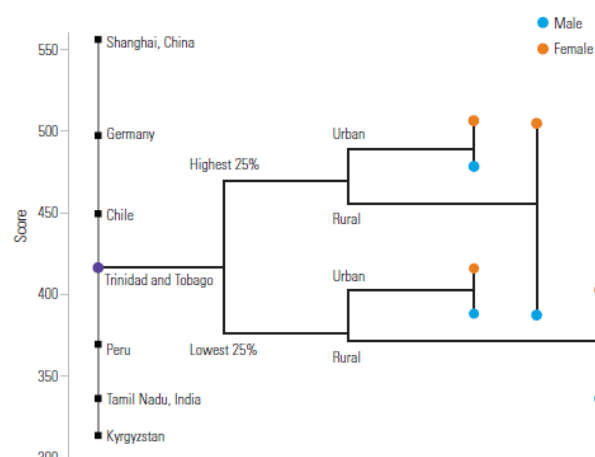 Male
Female
550
Shanghai, China
500
Germany
Urban
Highest 25%
450
Chile
Rural
Score
Trinidad and Tobago
Urban
400
Peru
Lowest 25%
Rural
350
Tamil Nadu, India
Kyrgyzstan
300